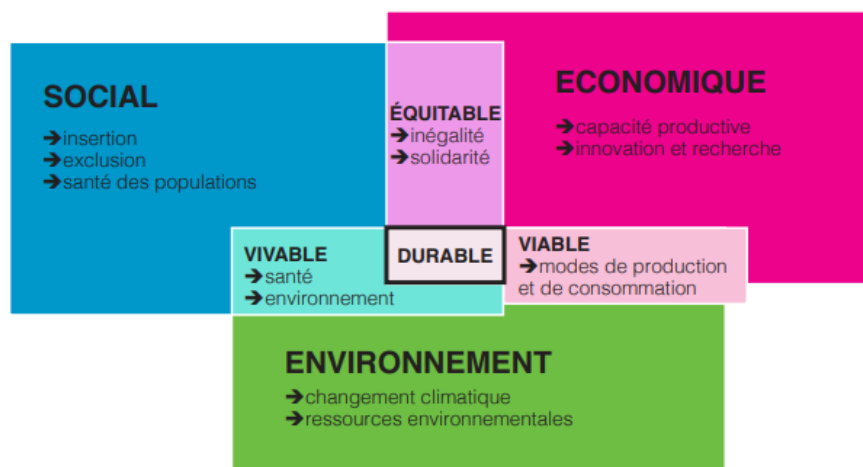 SOCIAL
➔insertion
➔exclusion
➔santé des populations
ÉQUITABLE
➔inégalité
➔solidarité
ECONOMIQUE
➔capacité productive
➔innovation et recherche
VIVABLE
➔santé
➔environnement
DURABLE
VIABLE
➔modes de production
et de consommation
ENVIRONNEMENT
➔changement climatique
➔ressources environnementales